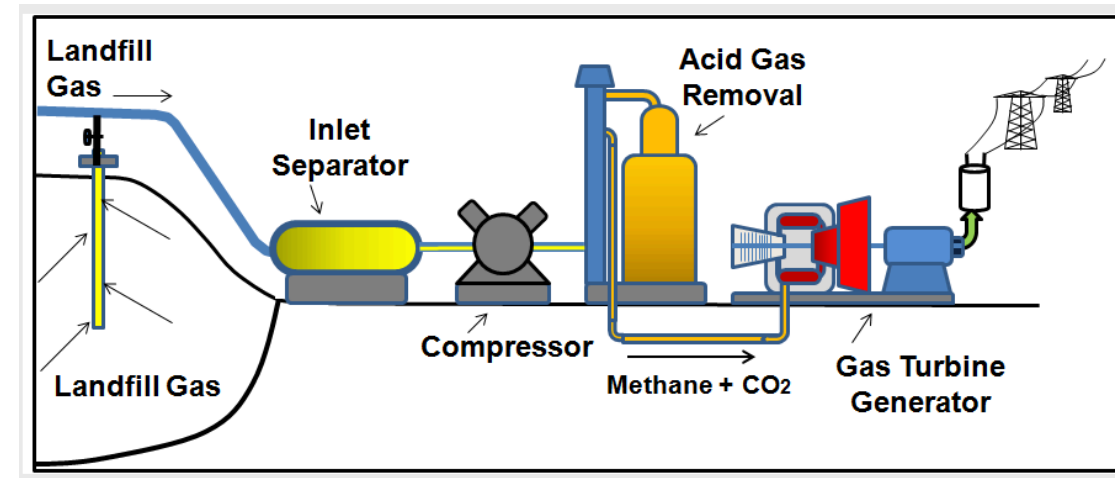 Landfill
Gas
Inlet
Separator
Acid Gas
Removal
Compressor
Landfill Gas
Methane + CO2
Gas Turbine
Generator